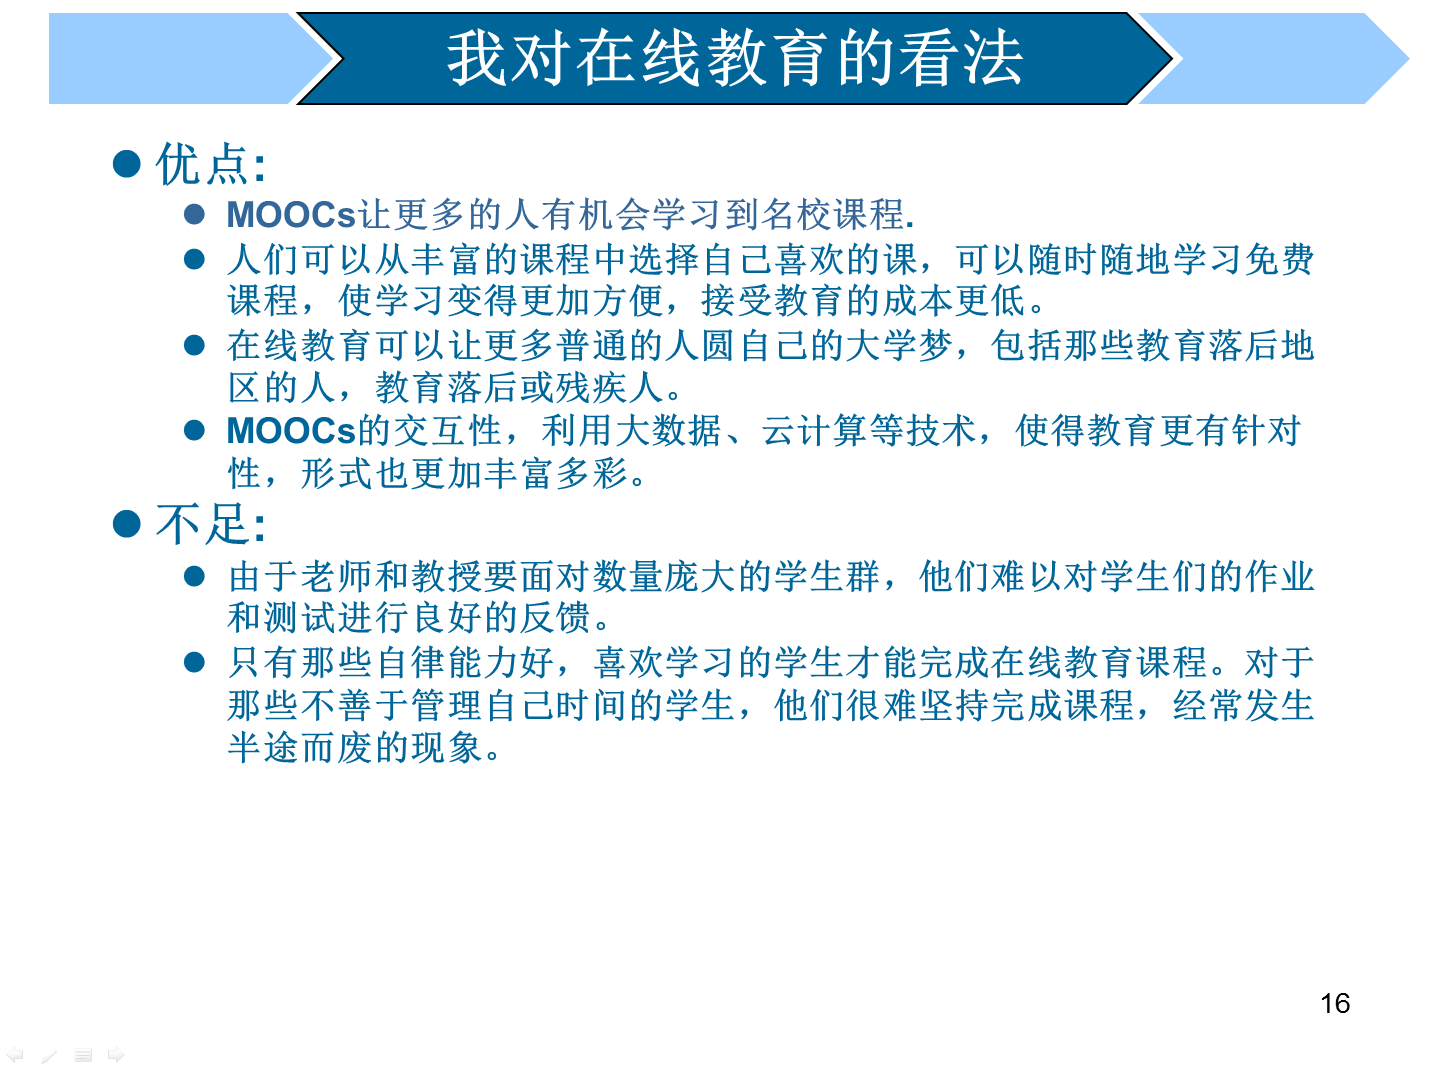 我对在线教育的看法
优点:
MOOCs让更多的人有机会学习到名校课程.
人们可以从丰富的课程中选择自己喜欢的课，可以随时随地学习免费
课程，使学习变得更加方便，接受教育的成本更低。
在线教育可以让更多普通的人圆自己的大学梦，包括那些教育落后地
区的人，教育落后或残疾人。
MOOCs的交互性，利用大数据、云计算等技术，使得教育更有针对
性，形式也更加丰富多彩。
不足:
由于老师和教授要面对数量庞大的学生群，他们难以对学生们的作业
和测试进行良好的反馈。
只有那些自律能力好，喜欢学习的学生才能完成在线教育课程。对于
那些不善于管理自己时间的学生，他们很难坚持完成课程，经常发生
半途而废的现象。
16